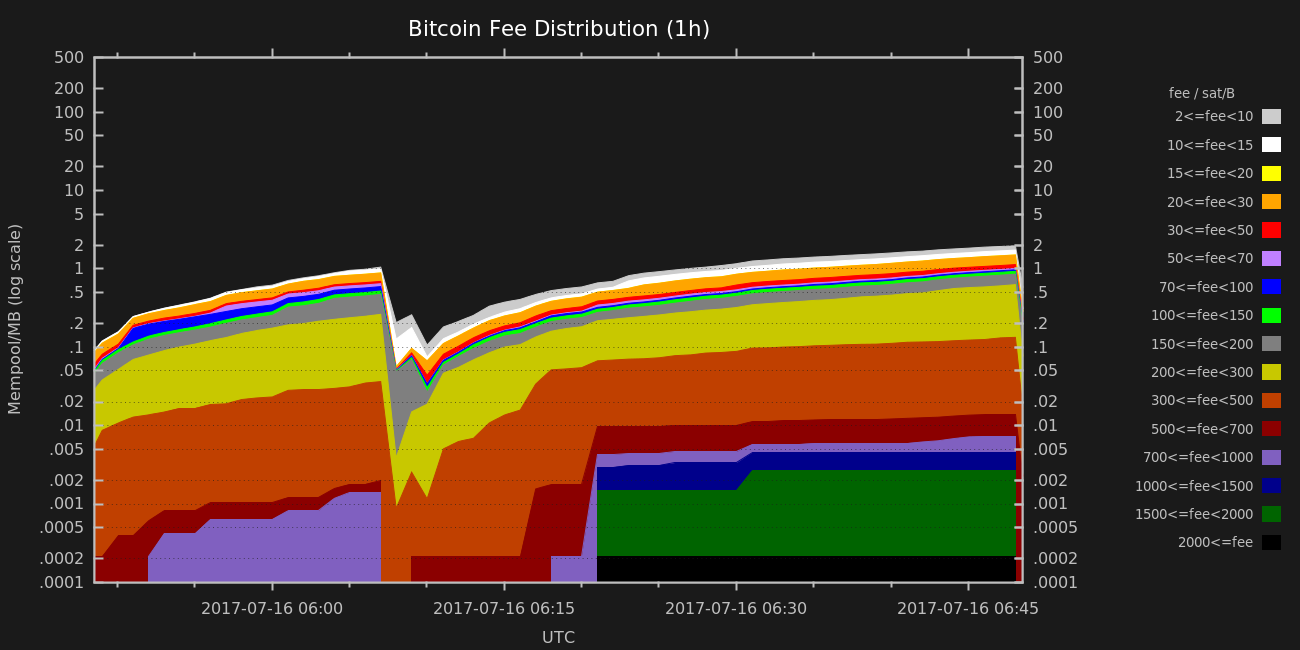 Bitcoin Fee Distribution (1h)
500 500
200 200
100 100
50 50
20 20
10 10
5 5
2 2
1 1
.5 .5
.2 .2
.1 .1
.05 .05
.02 .02
.01 .01
.005 .005
.002 .002
.001 .001
.0005 .0005
.0002 .0002
.0001 .0001
Mempool/MB (log scale)
2017-07-16 06:00 2017-07-16 06:15 2017-07-16 06:30 2017-07-16 06:45
UTC
fee / sat/B
2<=fee<10
10<=fee<15
15<=fee<20
20<=fee<30
30<=fee<50
50<=fee<70
70<=fee<100
100<=fee<150
150<=fee<200
200<=fee<300
300<=fee<500
500<=fee<700
700<=fee<1000
1000<=fee<1500
1500<=fee<2000
2000<=fee